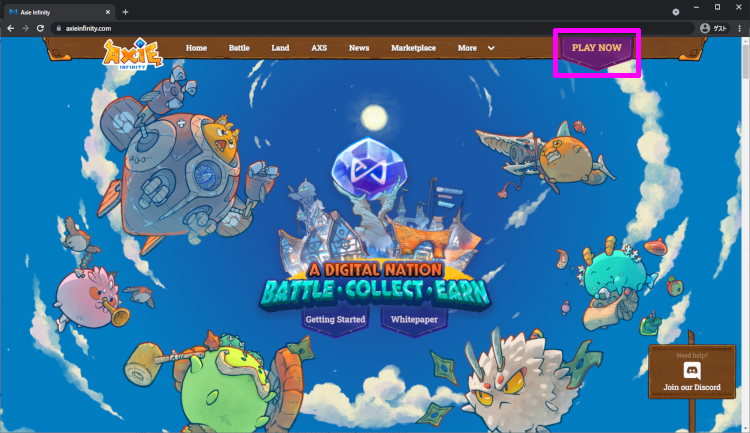 Axie Infinity
axieinfinity.com
ゲスト
AXIE
INFINITY
Home
Battle
Land
AXS
News
Marketplace
More
PLAY NOW
A DIGITAL NATION
BATTLE · COLLECT · EARN
Getting Started
Whitepaper
Need help?
Join our Discord